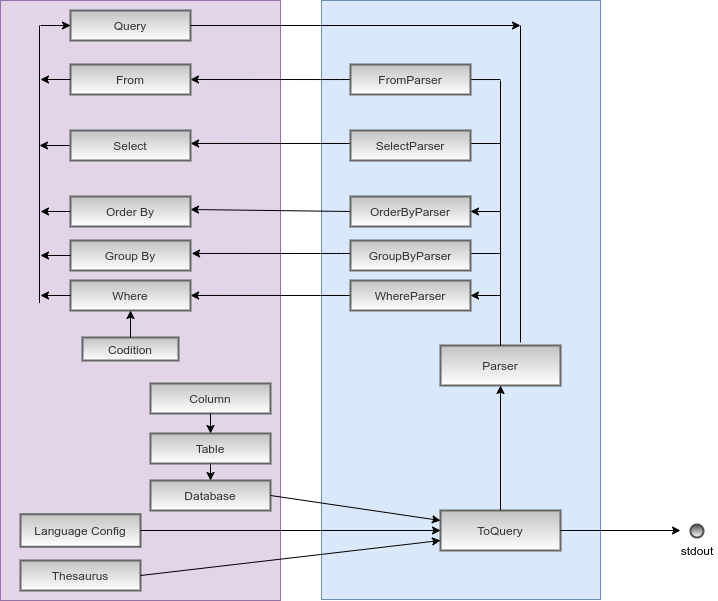 Query
From
FromParser
Select
SelectParser
Order By
OrderByParser
Group By
GroupByParser
Where
WhereParser
Codition
Parser
Column
Table
Database
Language Config
ToQuery
stdout
Thesaurus